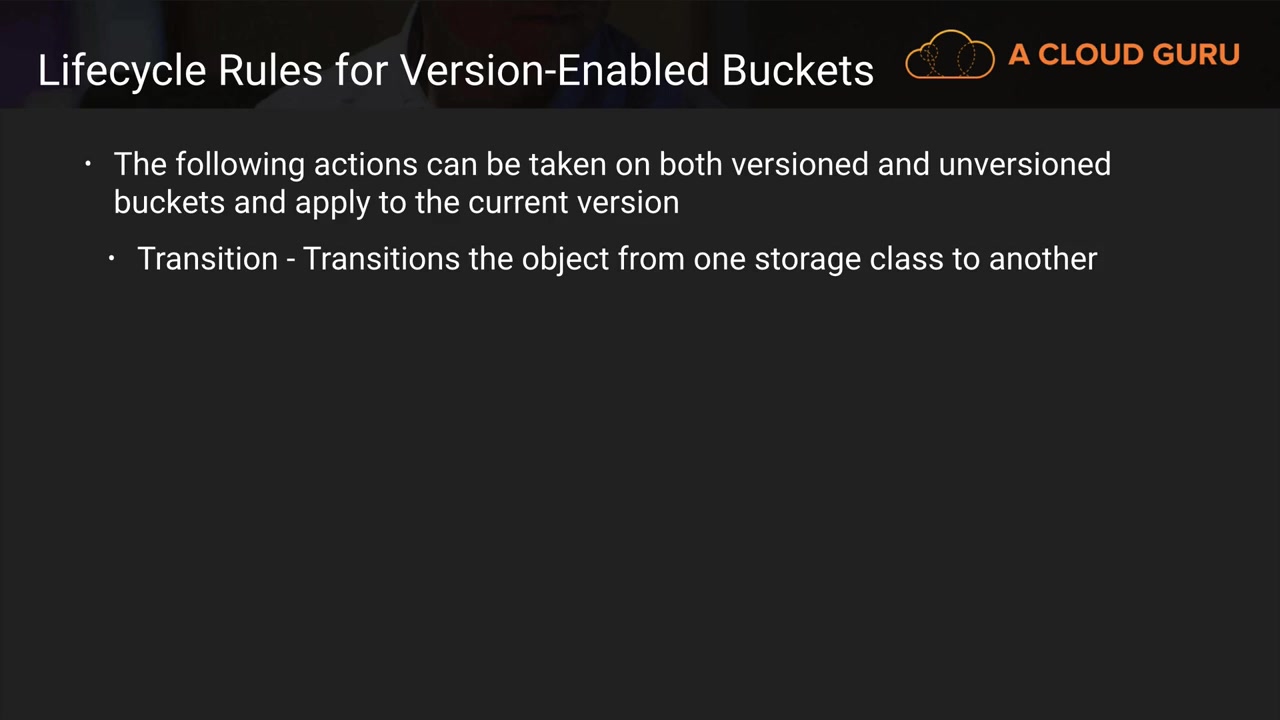 Lifecycle Rules for Version-Enabled Buckets
A CLOUD GURU
• The following actions can be taken on both versioned and unversioned
buckets and apply to the current version
• Transition - Transitions the object from one storage class to another